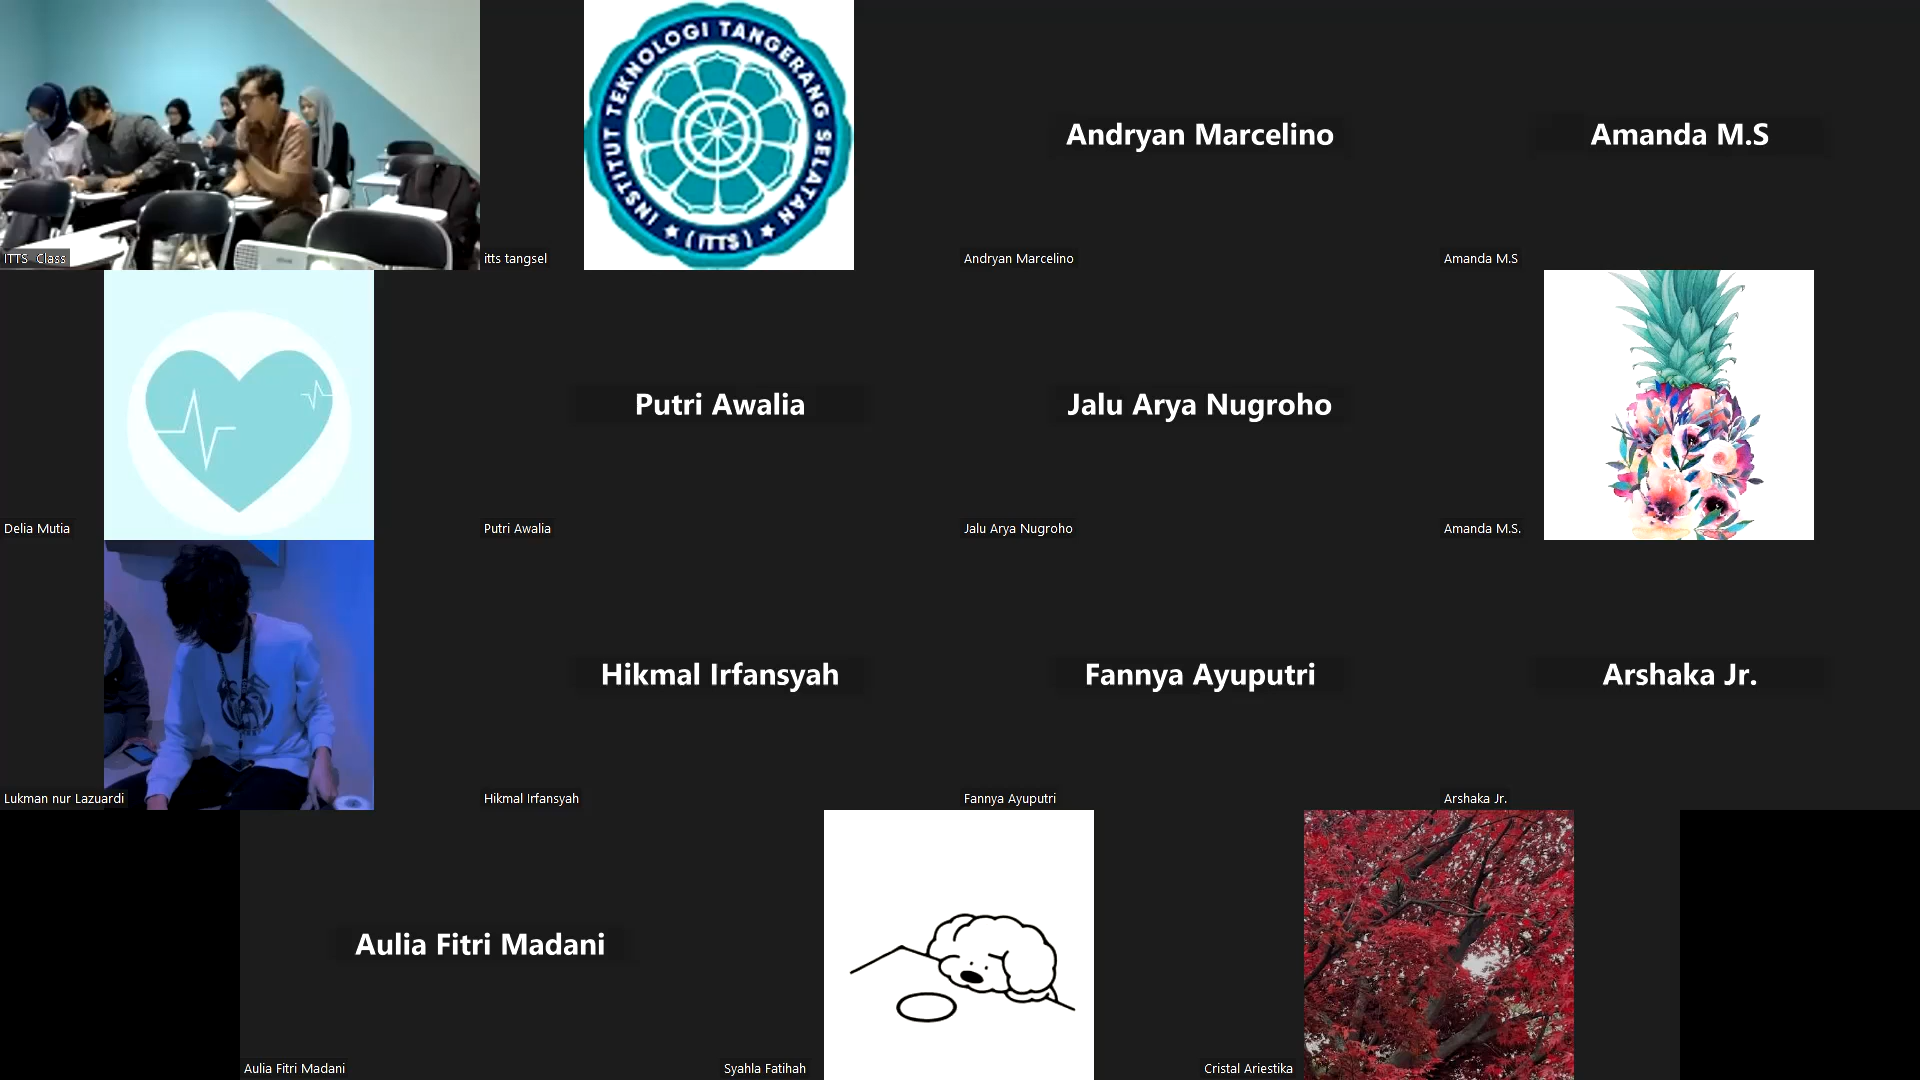 INSTITUT TEKNOLOGI TANGERANG SELATAN
★ (ITTS) ★
Andryan Marcelino
Amanda M.S
ITTS Class
itts tangsel
Andryan Marcelino
Amanda M.S
Putri Awalia
Jalu Arya Nugroho
Delia Mutia
Putri Awalia
Jalu Arya Nugroho
Amanda M.S.
Hikmal Irfansyah
Fannya Ayuputri
Arshaka Jr.
Lukman nur Lazuardi
Hikmal Irfansyah
Fannya Ayuputri
Arshaka Jr.
Aulia Fitri Madani
Aulia Fitri Madani
Syahla Fatihah
Cristal Ariestika